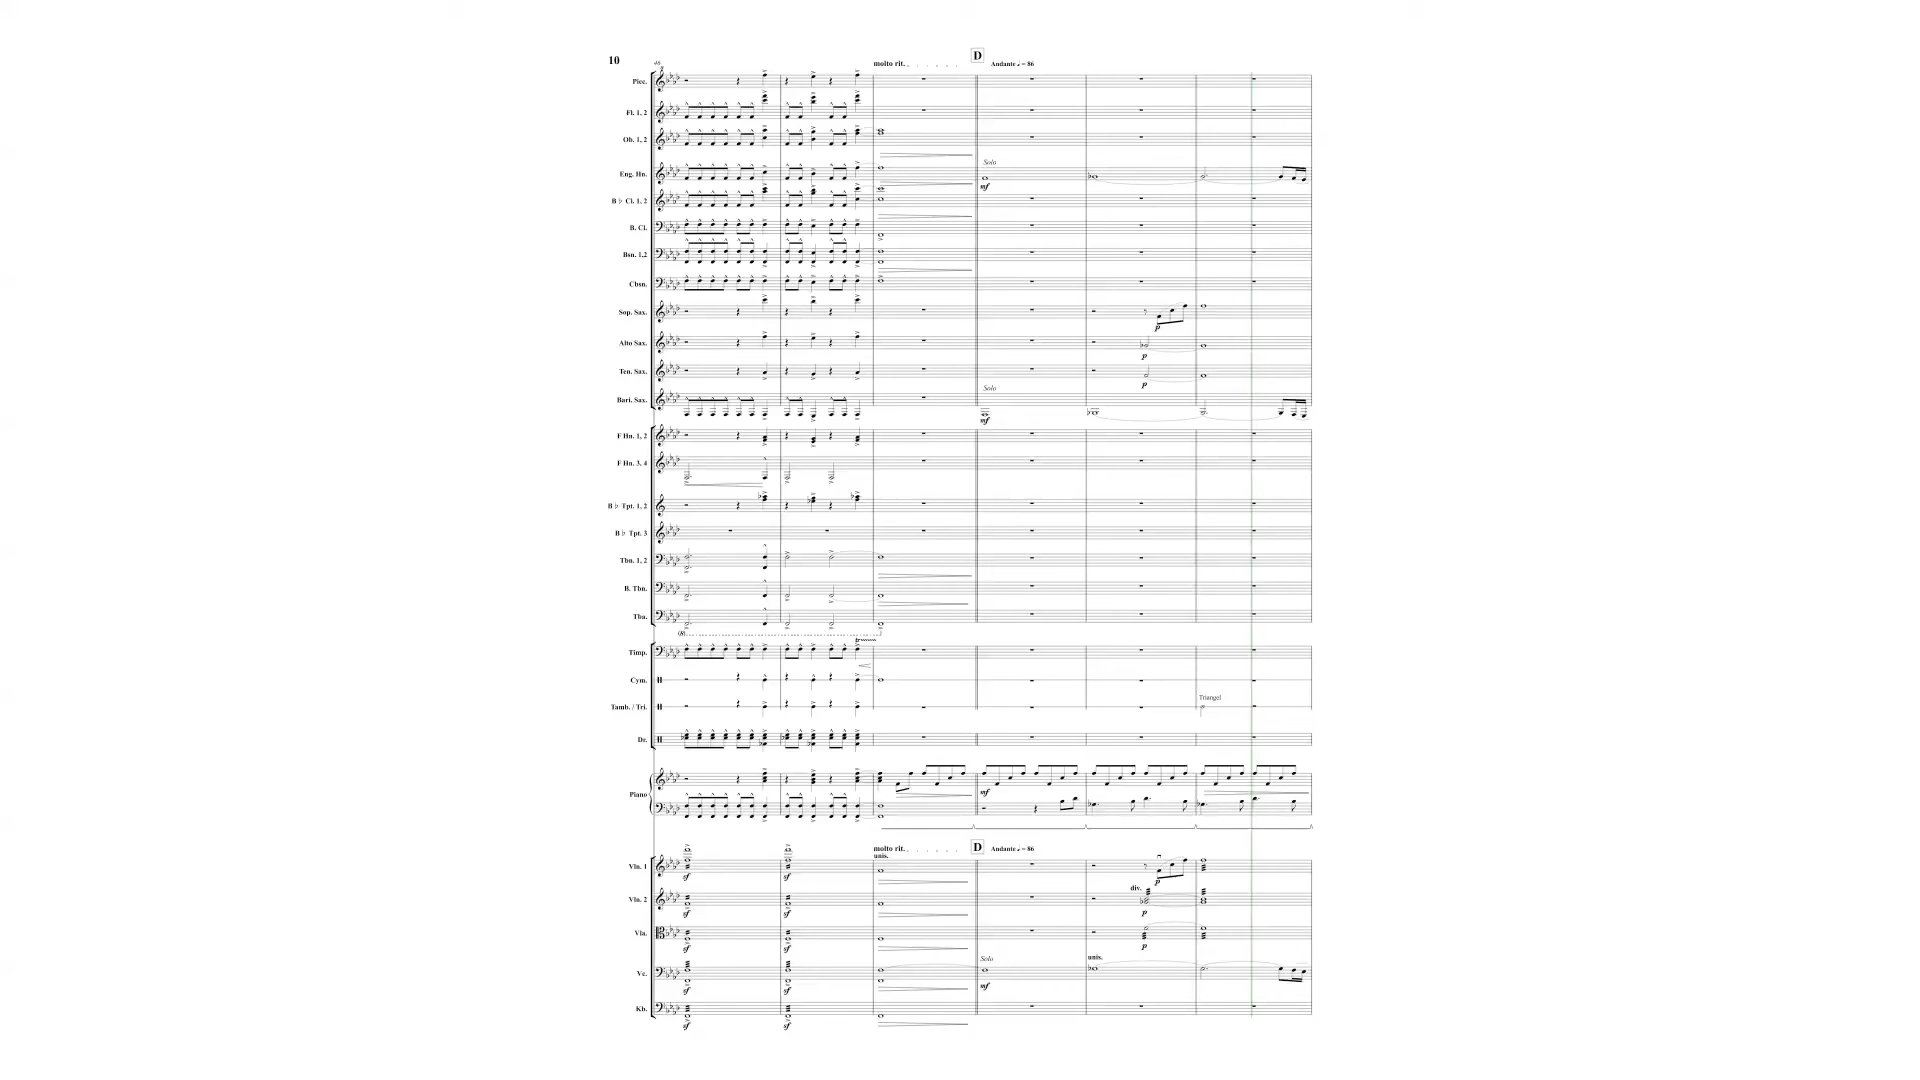 10
46
molto rit.
D
Andante ♩= 86
Picc.
Fl. 1, 2
Ob. 1, 2
Solo
Eng. Hn.
mf
B♭ Cl. 1, 2
B. Cl.
Bsn. 1,2
Cbsn.
Sop. Sax.
p
Alto Sax.
p
Ten. Sax.
p
Solo
Bari. Sax.
mf
F Hn. 1, 2
F Hn. 3, 4
B♭ Tpt. 1, 2
B♭ Tpt. 3
Tbn. 1, 2
B. Tbn.
Tba.
(8)
Timp.
tr
Cym.
Triangel
Tamb. / Tri.
Dr.
Piano
mf
molto rit.
D
Andante ♩= 86
unis.
Vln. 1
sf sf p
div.
Vln. 2
sf sf p
Vla.
sf sf p
Solo unis.
Vc.
sf sf mf
Kb.
sf sf